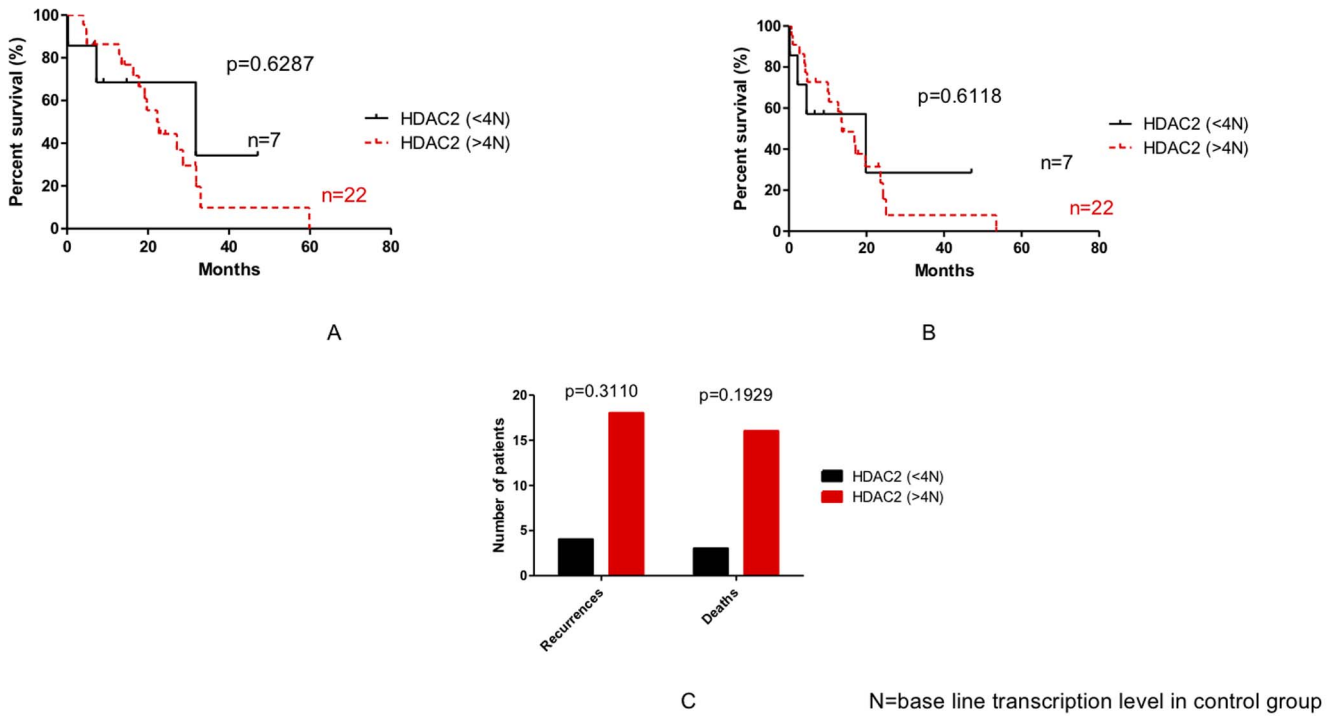 100
80
60
40
20
0
Percent survival (%)
p=0.6287
n=7
n=22
HDAC2 (<4N)
HDAC2 (>4N)
0 20 40 60 80
Months
A
100
80
60
40
20
0
Percent survival (%)
p=0.6118
n=7
n=22
HDAC2 (<4N)
HDAC2 (>4N)
0 20 40 60 80
Months
B
20
15
10
5
0
Number of patients
p=0.3110
p=0.1929
HDAC2 (<4N)
HDAC2 (>4N)
Recurrences
Deaths
C
N=base line transcription level in control group